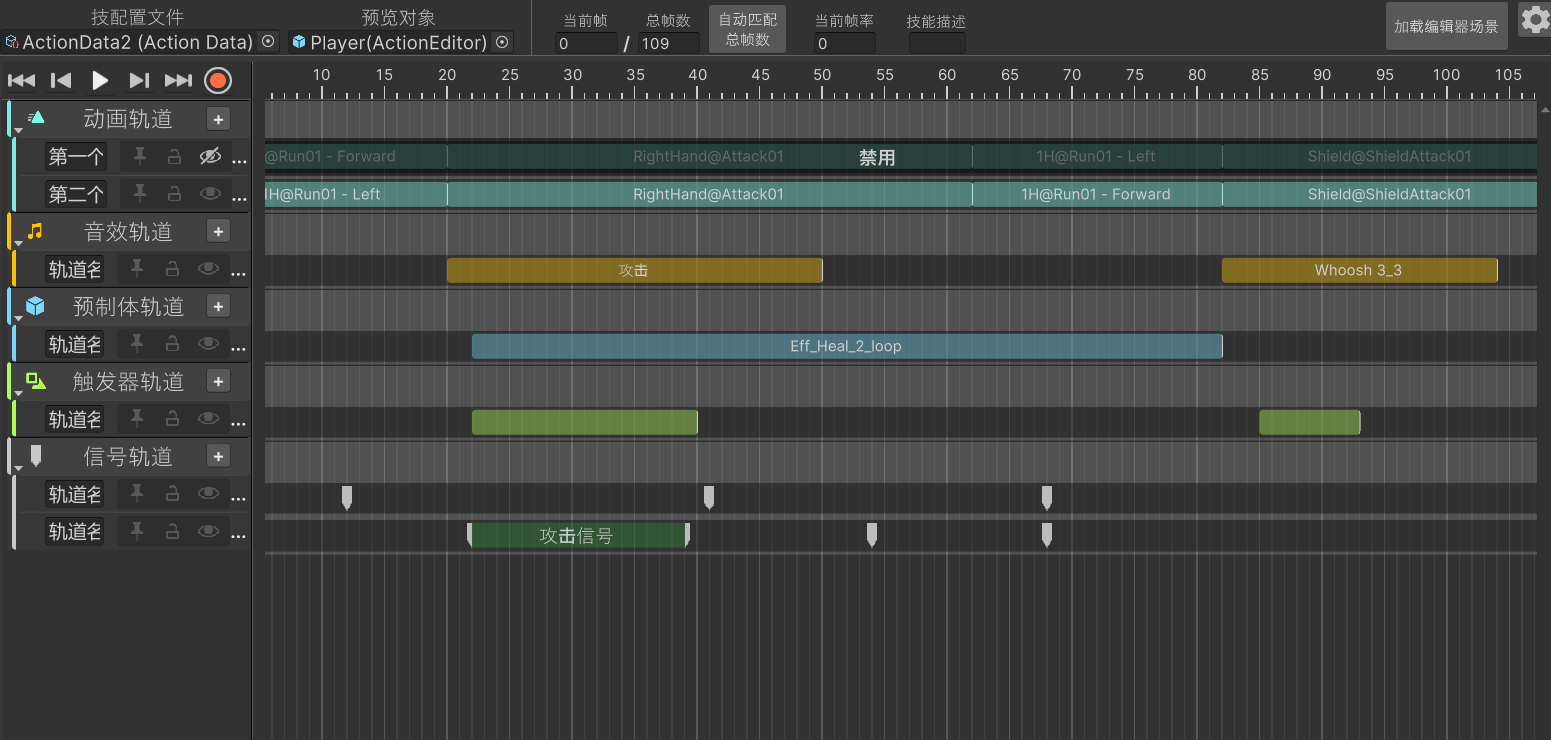 技配置文件
预览对象
当前帧
总帧数
自动匹配
总帧数
当前帧率
技能描述
加载编辑器场景
ActionData2 (Action Data)
Player(ActionEditor)
0 / 109
0
10 15 20 25 30 35 40 45 50 55 60 65 70 75 80 85 90 95 100 105
动画轨道 +
第一个 ...
@Run01 - Forward
RightHand@Attack01
禁用
1H@Run01 - Left
Shield@ShieldAttack01
第二个 ...
1H@Run01 - Left
RightHand@Attack01
1H@Run01 - Forward
Shield@ShieldAttack01
音效轨道 +
轨道名 ...
攻击
Whoosh 3_3
预制体轨道 +
轨道名 ...
Eff_Heal_2_loop
触发器轨道 +
轨道名 ...
信号轨道 +
轨道名 ...
轨道名 ...
攻击信号